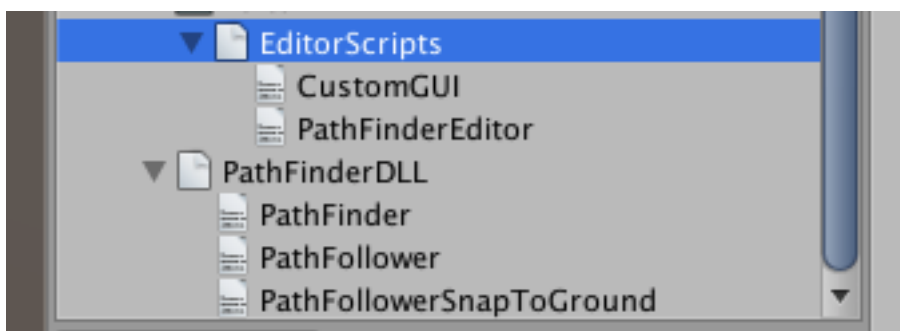 EditorScripts
CustomGUI
PathFinderEditor
PathFinderDLL
PathFinder
PathFollower
PathFollowerSnapToGround